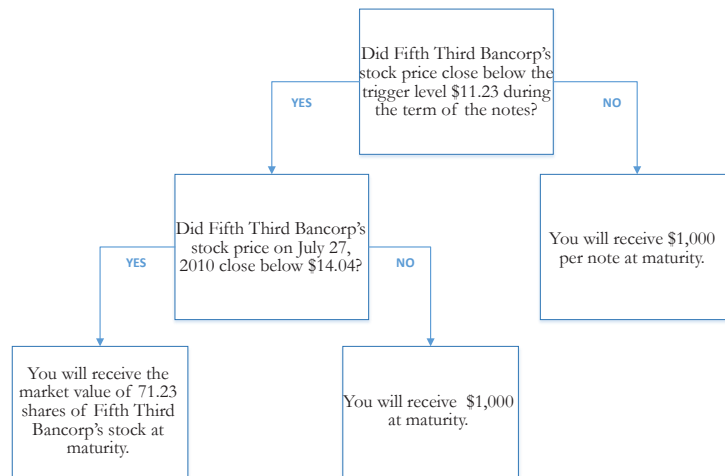 Did Fifth Third Bancorp's
stock price close below the
trigger level $11.23 during
the term of the notes?
YES
NO
Did Fifth Third Bancorp's
stock price on July 27,
2010 close below $14.04?
You will receive $1,000
per note at maturity.
YES
NO
You will receive the
market value of 71.23
shares of Fifth Third
Bancorp's stock at
maturity.
You will receive $1,000
at maturity.